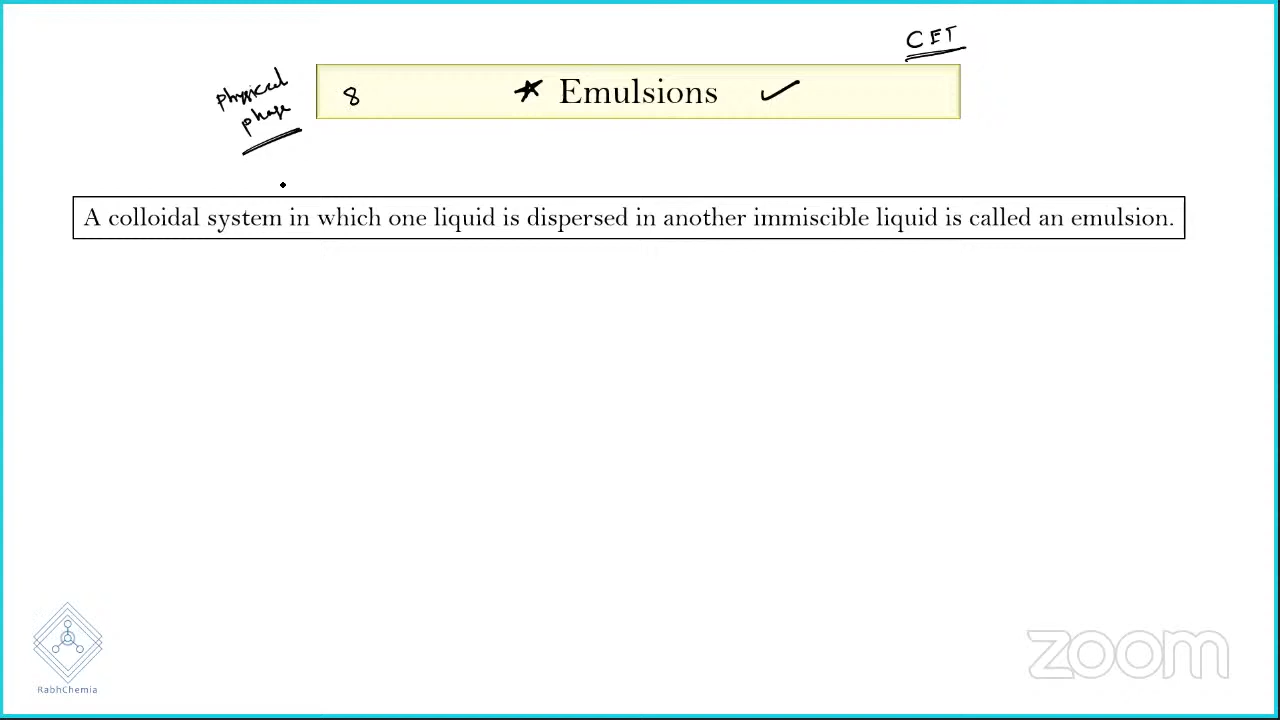 CET
physical
phase
8 ★ Emulsions ✓
A colloidal system in which one liquid is dispersed in another immiscible liquid is called an emulsion.
RabhChemia
zoom